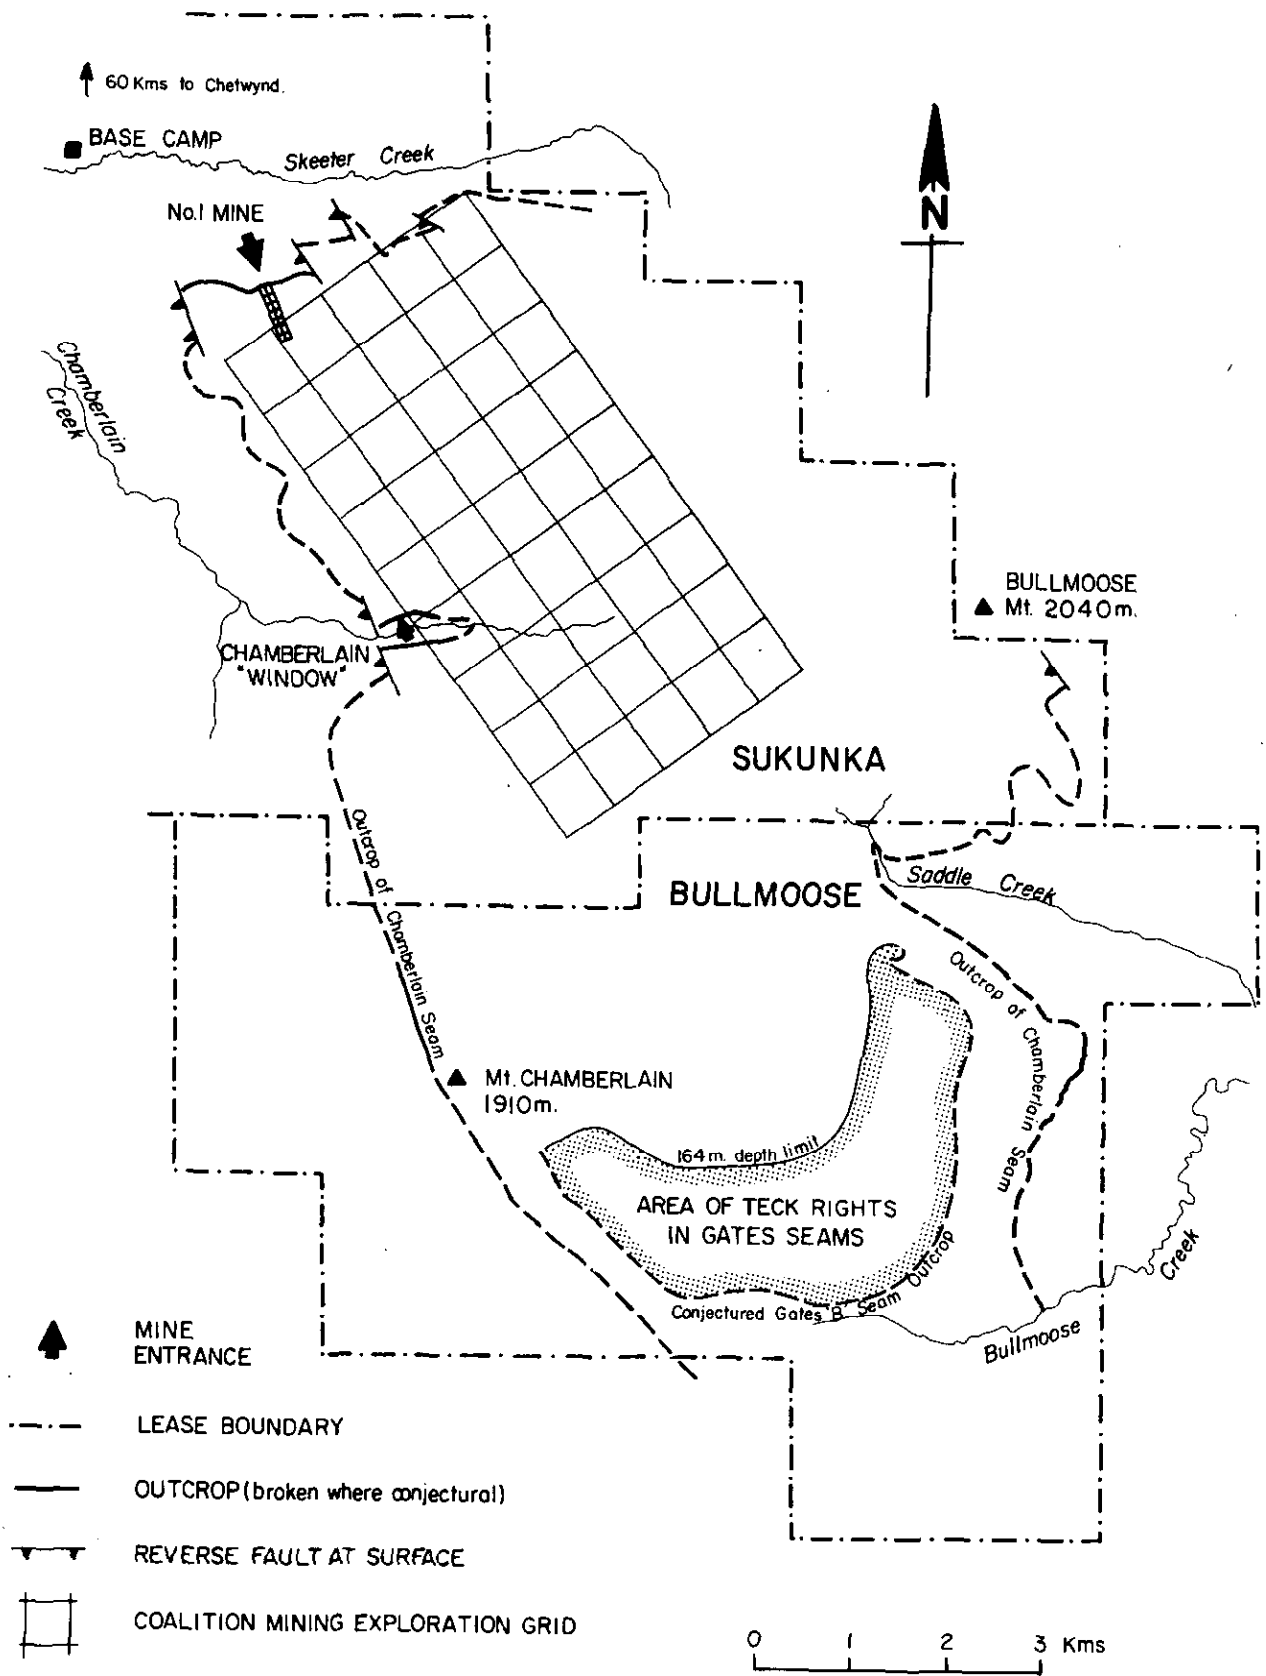 60 Kms to Chetwynd.
BASE CAMP
Skeeter Creek
No.1 MINE
N
Chamberlain
Creek
BULLMOOSE
Mt. 2040m.
CHAMBERLAIN
"WINDOW"
SUKUNKA
Outcrop of Chamberlain Seam
BULLMOOSE
Saddle Creek
Outcrop of Chamberlain Seam
Mt. CHAMBERLAIN
1910m.
164 m. depth limit
AREA OF TECK RIGHTS
IN GATES SEAMS
Conjectured Gates 'B' Seam Outcrop
Bullmoose Creek
MINE
ENTRANCE
LEASE BOUNDARY
OUTCROP (broken where conjectural)
REVERSE FAULT AT SURFACE
COALITION MINING EXPLORATION GRID
0 1 2 3 Kms